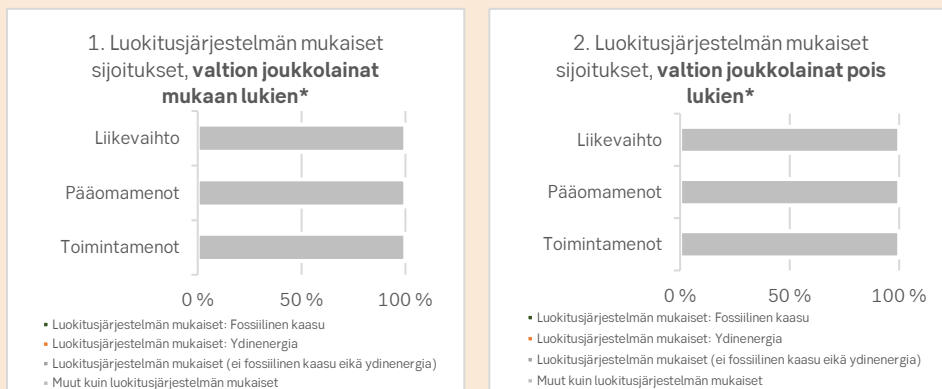 1. Luokitusjärjestelmän mukaiset
sijoitukset, valtion joukkolainat
mukaan lukien*
Liikevaihto
Pääomamenot
Toimintamenot
0 % 50 % 100 %
Luokitusjärjestelmän mukaiset: Fossiilinen kaasu
Luokitusjärjestelmän mukaiset: Ydinenergia
Luokitusjärjestelmän mukaiset (ei fossiilinen kaasu eikä ydinenergia)
Muut kuin luokitusjärjestelmän mukaiset
2. Luokitusjärjestelmän mukaiset
sijoitukset, valtion joukkolainat pois
lukien*
Liikevaihto
Pääomamenot
Toimintamenot
0 % 50 % 100 %
Luokitusjärjestelmän mukaiset: Fossiilinen kaasu
Luokitusjärjestelmän mukaiset: Ydinenergia
Luokitusjärjestelmän mukaiset (ei fossiilinen kaasu eikä ydinenergia)
Muut kuin luokitusjärjestelmän mukaiset